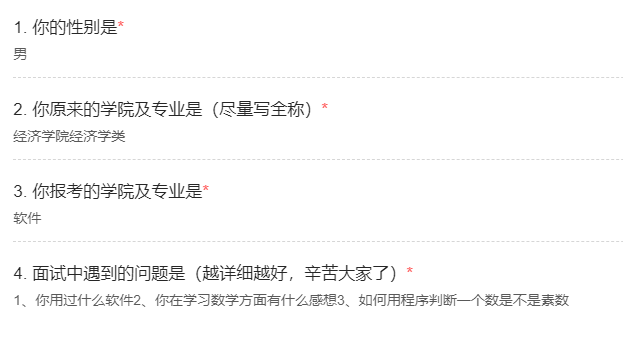 1. 你的性别是*
男
2. 你原来的学院及专业是（尽量写全称）*
经济学院经济学类
3. 你报考的学院及专业是*
软件
4. 面试中遇到的问题是（越详细越好，辛苦大家了）*
1、你用过什么软件2、你在学习数学方面有什么感想3、如何用程序判断一个数是不是素数